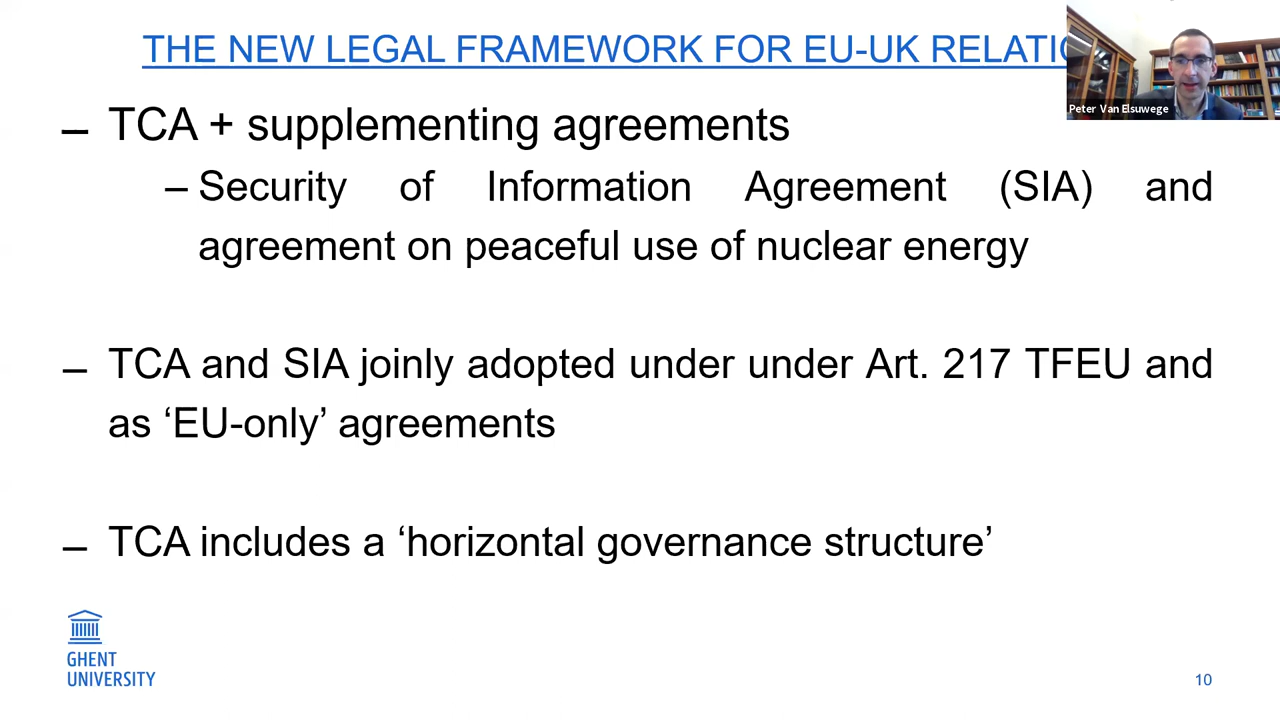 THE NEW LEGAL FRAMEWORK FOR EU-UK
Peter Van Elsuwege
– TCA + supplementing agreements
– Security of Information Agreement (SIA) and
agreement on peaceful use of nuclear energy
– TCA and SIA joinly adopted under under Art. 217 TFEU and
as ‘EU-only’ agreements
– TCA includes a ‘horizontal governance structure’
GHENT
UNIVERSITY
10